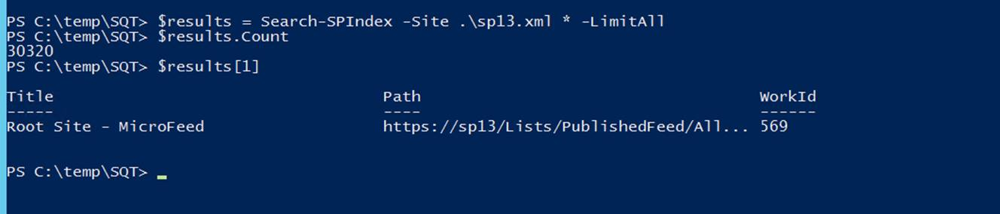 PS C:\temp\SQT> $results = Search-SPIndex -Site .\sp13.xml * -LimitAll
PS C:\temp\SQT> $results.Count
30320
PS C:\temp\SQT> $results[1]
Title Path WorkId
----- ---- ------
Root Site - MicroFeed https://sp13/Lists/PublishedFeed/All... 569
PS C:\temp\SQT> _